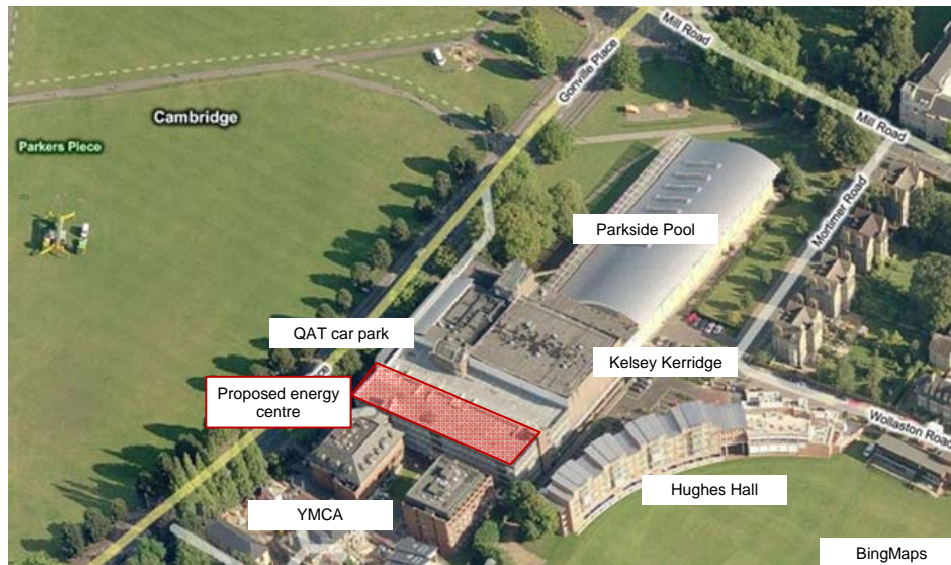 Mill Road
Gonville Place
Cambridge
Parkers Piece
Mill Road
Mortimer Road
Parkside Pool
QAT car park
Kelsey Kerridge
Proposed energy
centre
Wollaston Road
Hughes Hall
YMCA
BingMaps